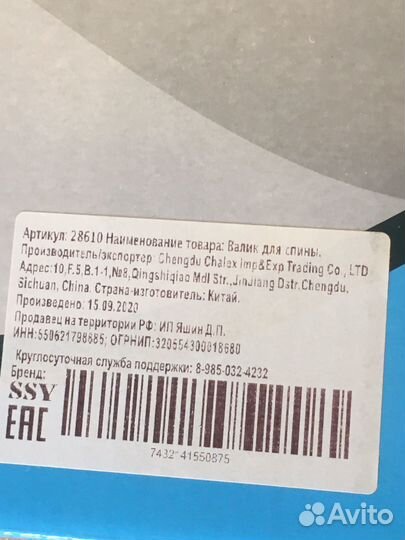 Артикул: 28610 Наименование товара: Валик для спины.
Производитель/экспортер: Chengdu Chalex Imp&Exp Trading Co., LTD
Адрес:10,F.5,B.1-1,№8,Qingshiqiao Mdl Str.,JinJiang Dstr.Chengdu,
Sichuan, China. Страна-изготовитель: Китай.
Произведено: 15.09.2020
Продавец на территории РФ: ИП Яшин Д.П.
ИНН:550621798685; ОГРНИП:320554300018680
Круглосуточная служба поддержки: 8-985-032-4232
Бренд:
SSY
EAC
Avito